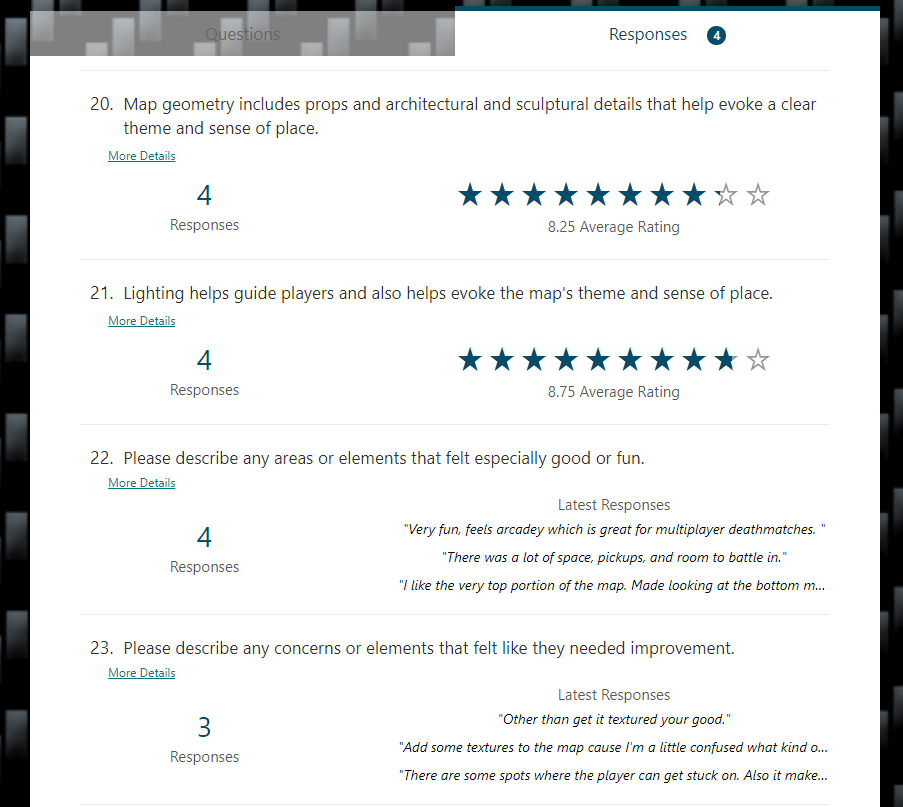 Questions
Responses 4
20. Map geometry includes props and architectural and sculptural details that help evoke a clear
theme and sense of place.
More Details
4
Responses
8.25 Average Rating
21. Lighting helps guide players and also helps evoke the map's theme and sense of place.
More Details
4
Responses
8.75 Average Rating
22. Please describe any areas or elements that felt especially good or fun.
More Details
4
Responses
Latest Responses
"Very fun, feels arcadey which is great for multiplayer deathmatches. "
"There was a lot of space, pickups, and room to battle in."
"I like the very top portion of the map. Made looking at the bottom m...
23. Please describe any concerns or elements that felt like they needed improvement.
More Details
3
Responses
Latest Responses
"Other than get it textured your good."
"Add some textures to the map cause I'm a little confused what kind o...
"There are some spots where the player can get stuck on. Also it make...